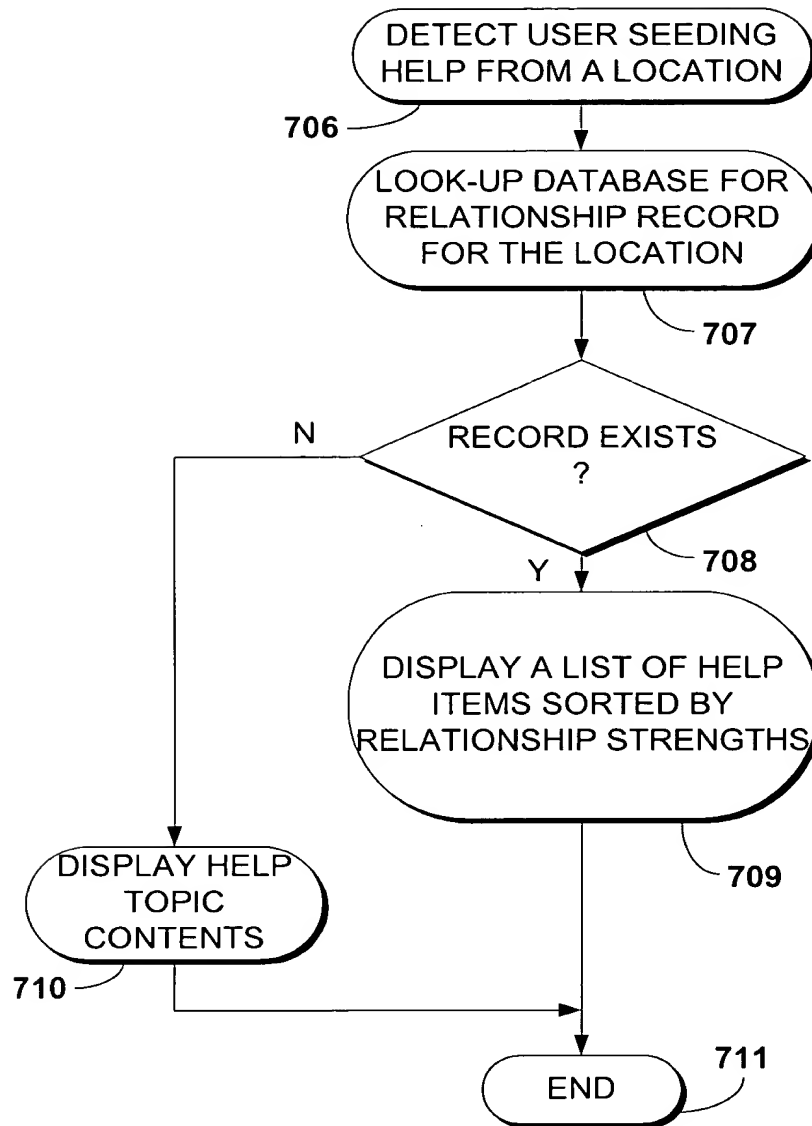 DETECT USER SEEDING
HELP FROM A LOCATION
706
LOOK-UP DATABASE FOR
RELATIONSHIP RECORD
FOR THE LOCATION
707
N
RECORD EXISTS
?
708
Y
DISPLAY A LIST OF HELP
ITEMS SORTED BY
RELATIONSHIP STRENGTHS
709
DISPLAY HELP
TOPIC
CONTENTS
710
711
END